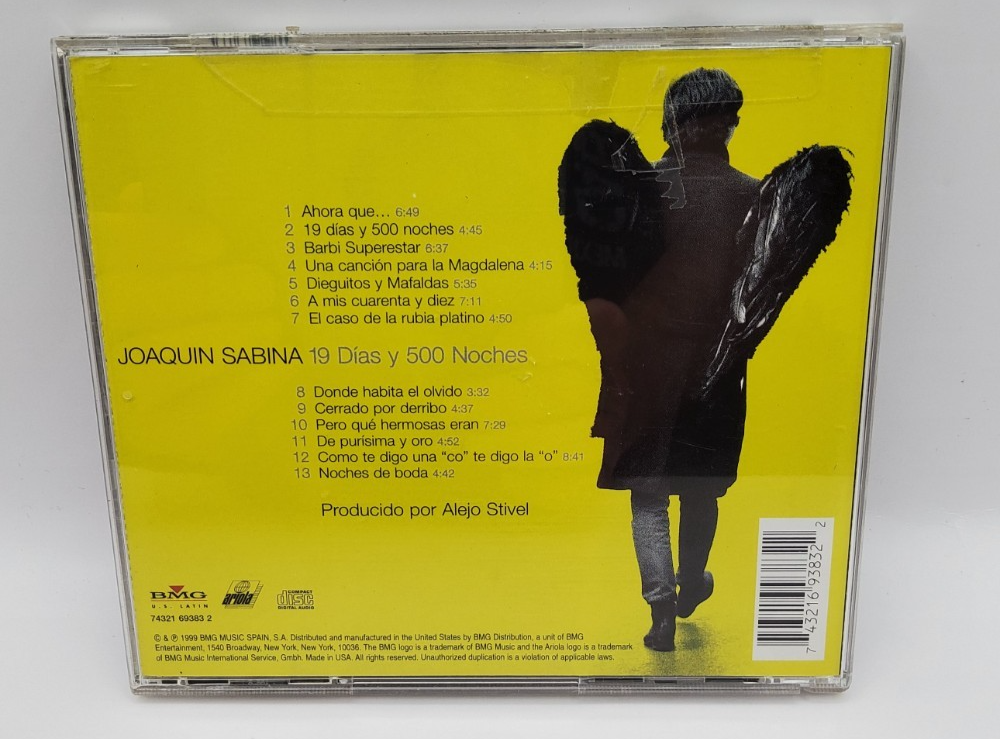 1 Ahora que... 6:49
2 19 días y 500 noches 4:45
3 Barbi Superestar 6:37
4 Una canción para la Magdalena 4:15
5 Dieguitos y Mafaldas 5:35
6 A mis cuarenta y diez 7:11
7 El caso de la rubia platino 4:50
JOAQUIN SABINA 19 Días y 500 Noches
8 Donde habita el olvido 3:32
9 Cerrado por derribo 4:37
10 Pero qué hermosas eran 7:29
11 De purísima y oro 4:52
12 Como te digo una “co” te digo la “o” 8:41
13 Noches de boda 4:42
Producido por Alejo Stivel
BMG
U.S. LATIN
ariola
COMPACT
disc
DIGITAL AUDIO
74321 69383 2
© & ℗ 1999 BMG MUSIC SPAIN, S.A. Distributed and manufactured in the United States by BMG Distribution, a unit of BMG
Entertainment, 1540 Broadway, New York, New York, 10036. The BMG logo is a trademark of BMG Music and the Ariola logo is a trademark
of BMG Music International Service, Gmbh. Made in USA. All rights reserved. Unauthorized duplication is a violation of applicable laws.
7 43216 93832 2